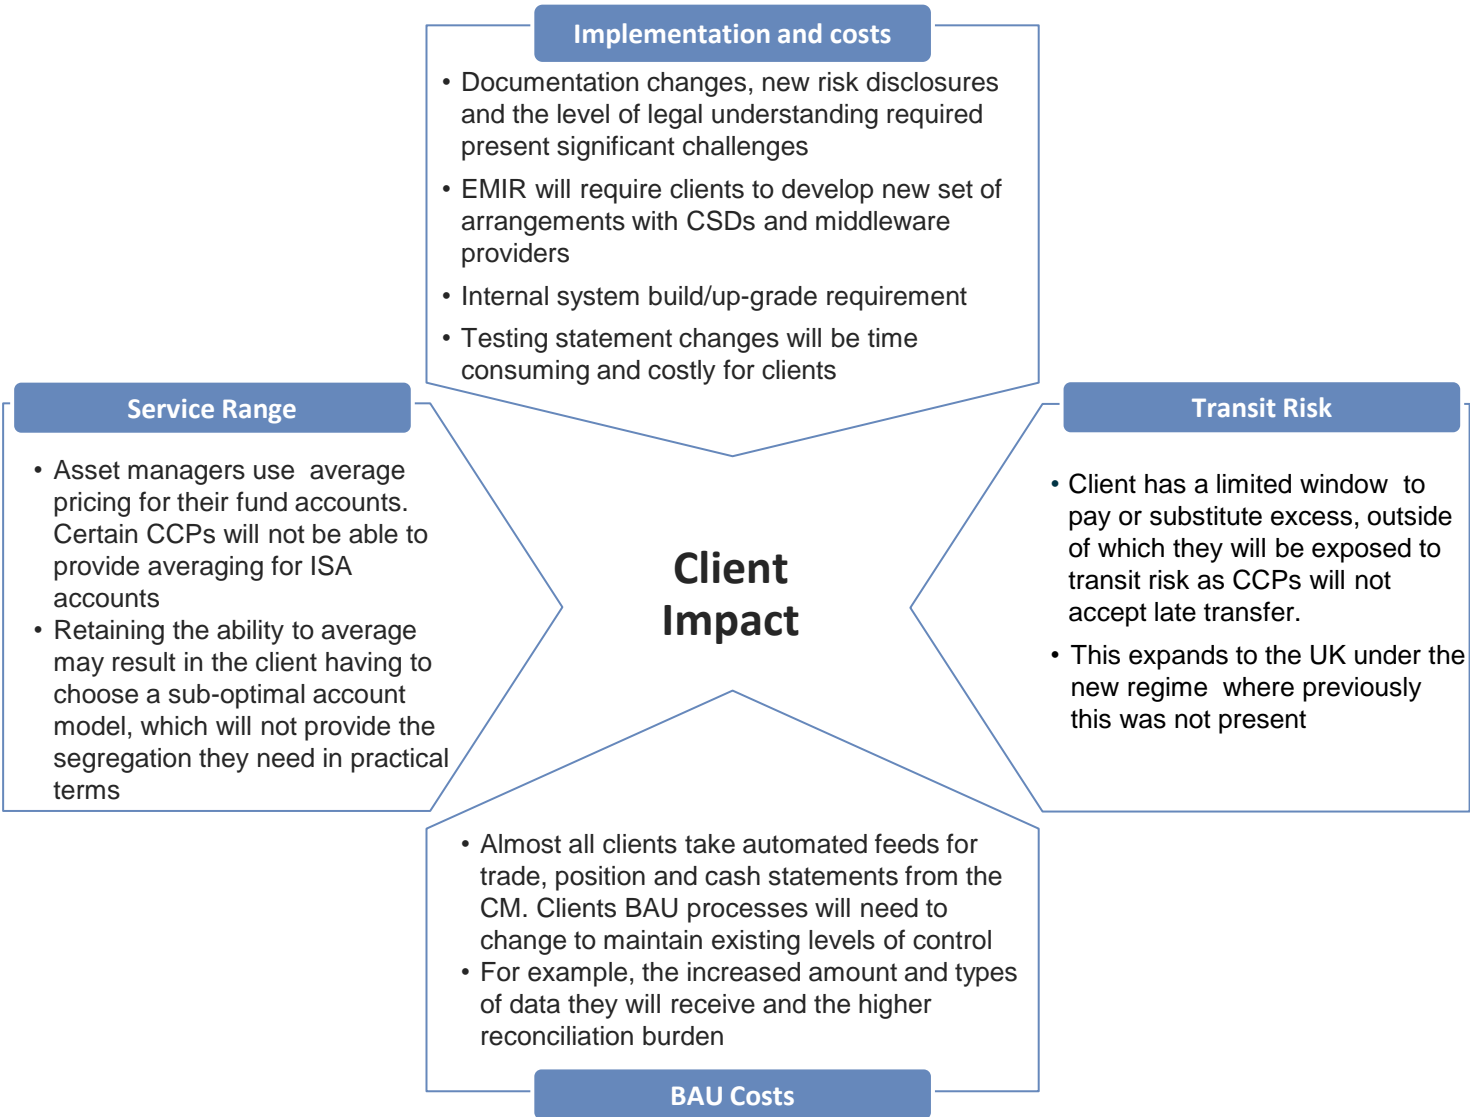 Implementation and costs
• Documentation changes, new risk disclosures
and the level of legal understanding required
present significant challenges
• EMIR will require clients to develop new set of
arrangements with CSDs and middleware
providers
• Internal system build/up-grade requirement
• Testing statement changes will be time
consuming and costly for clients
Service Range
• Asset managers use average
pricing for their fund accounts.
Certain CCPs will not be able to
provide averaging for ISA
accounts
• Retaining the ability to average
may result in the client having to
choose a sub-optimal account
model, which will not provide the
segregation they need in practical
terms
Client
Impact
Transit Risk
• Client has a limited window to
pay or substitute excess, outside
of which they will be exposed to
transit risk as CCPs will not
accept late transfer.
• This expands to the UK under the
new regime where previously
this was not present
• Almost all clients take automated feeds for
trade, position and cash statements from the
CM. Clients BAU processes will need to
change to maintain existing levels of control
• For example, the increased amount and types
of data they will receive and the higher
reconciliation burden
BAU Costs